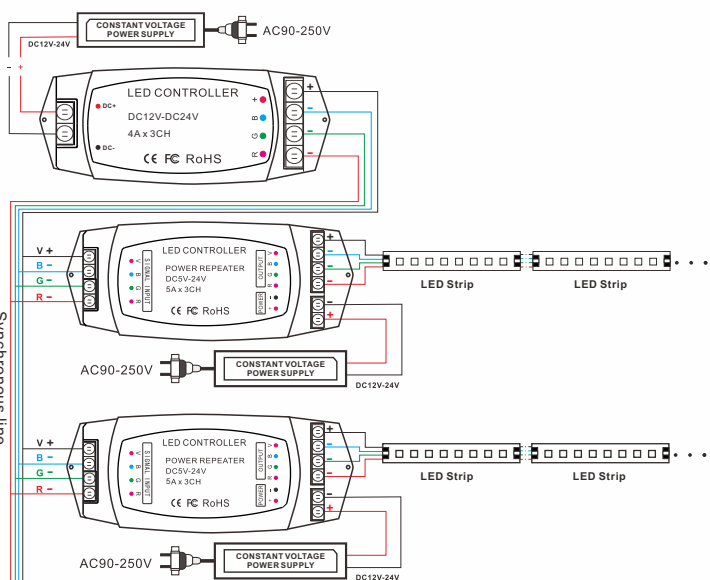 CONSTANT VOLTAGE
POWER SUPPLY
AC90-250V
DC12V-24V
- +
LED CONTROLLER
DC+
DC12V-DC24V
4A x 3CH
DC-
CE FC RoHS
+
B
G
R
+
-
-
-
V +
B -
G -
R -
SIGNAL INPUT
V
B
G
R
LED CONTROLLER
POWER REPEATER
DC5V-24V
5A x 3CH
CE FC RoHS
OUTPUT
V
B
G
R
POWER
-
+
+
-
-
-
-
+
LED Strip
LED Strip
AC90-250V
CONSTANT VOLTAGE
POWER SUPPLY
DC12V-24V
Synchronous line
V +
B -
G -
R -
SIGNAL INPUT
V
B
G
R
LED CONTROLLER
POWER REPEATER
DC5V-24V
5A x 3CH
CE FC RoHS
OUTPUT
V
B
G
R
POWER
-
+
+
-
-
-
-
+
LED Strip
LED Strip
AC90-250V
CONSTANT VOLTAGE
POWER SUPPLY
DC12V-24V